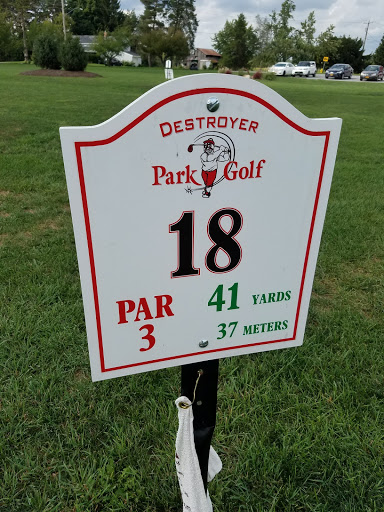 DESTROYER
Park Golf
18
PAR 41 YARDS
3 37 METERS